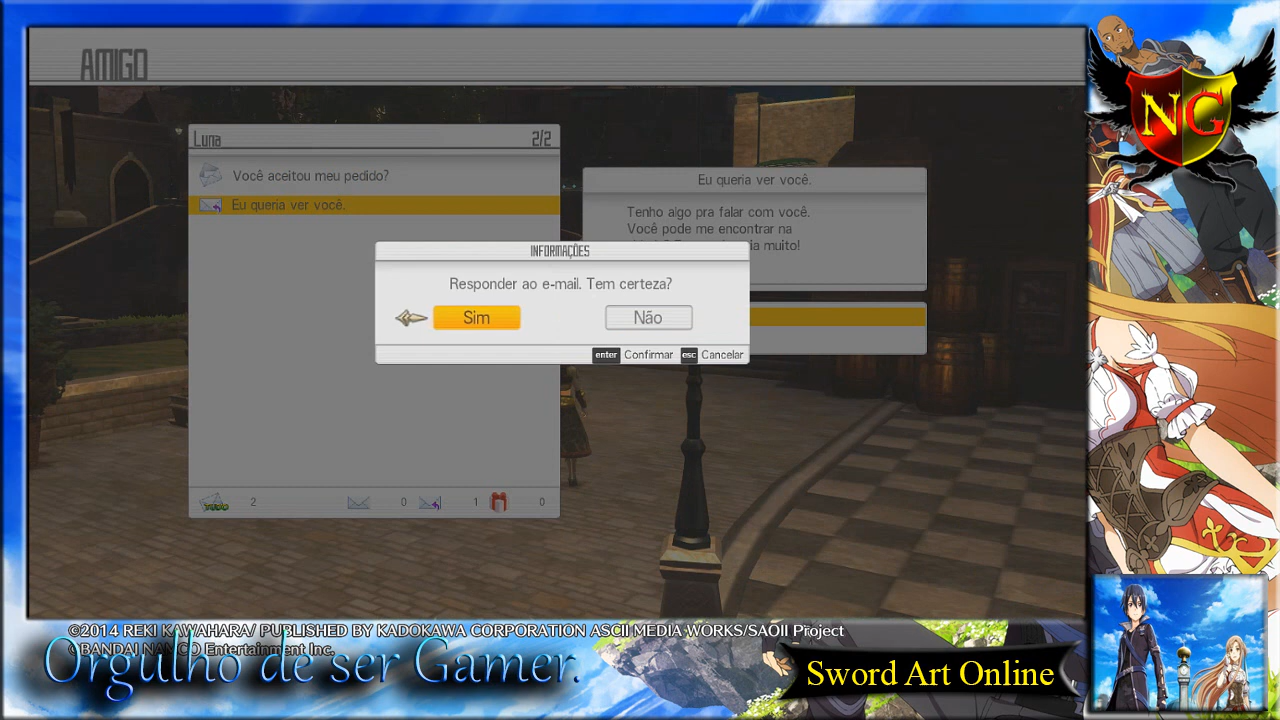 AMIGO
NG
Luna 2/2
Você aceitou meu pedido?
Eu queria ver você.
Eu queria ver você.
Tenho algo pra falar com você.
Você pode me encontrar na
muito!
INFORMAÇÕES
Responder ao e-mail. Tem certeza?
Sim Não
enter Confirmar esc Cancelar
2 0 1 0
©2014 REKI KAWAHARA/ PUBLISHED BY KADOKAWA CORPORATION ASCII MEDIA WORKS/SAOII Project
©BANDAI NAMCO Entertainment Inc.
Orgulho de ser Gamer.
Sword Art Online